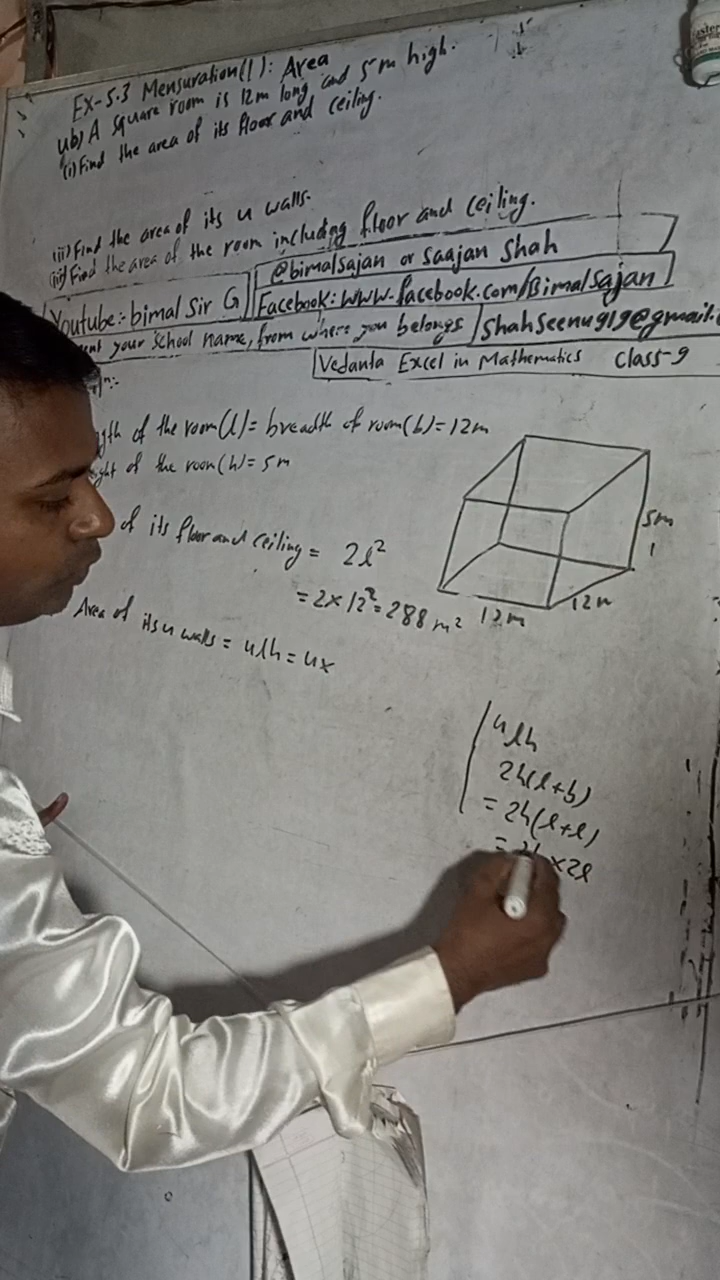 Ex-5.3 Mensuration(I): Area
4b) A square room is 12m long and 5m high.
(i) Find the area of its floor and ceiling.
(ii) Find the area of its 4 walls.
(iii) Find the area of the room including floor and ceiling.
@bimalsajan or Saajan Shah
Youtube:- bimal Sir G
Facebook: www.facebook.com/Bimalsajan
your school name, from where you belongs
shahseenu919@gmail.c
Vedanta Excel in Mathematics Class-9
of the room(l) = breadth of room(b) = 12m
of the room(h) = 5m
of its floor and ceiling = 2l²
= 2×12² = 288 m²
Area of its 4 walls = 4lh = 4×
5m
12m
12m
4lh
2h(l+b)
= 2h(l+l)
= ×2l